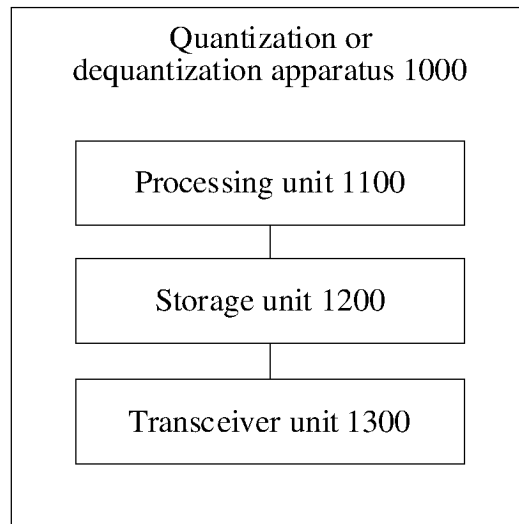 Quantization or
dequantization apparatus 1000
Processing unit 1100
Storage unit 1200
Transceiver unit 1300